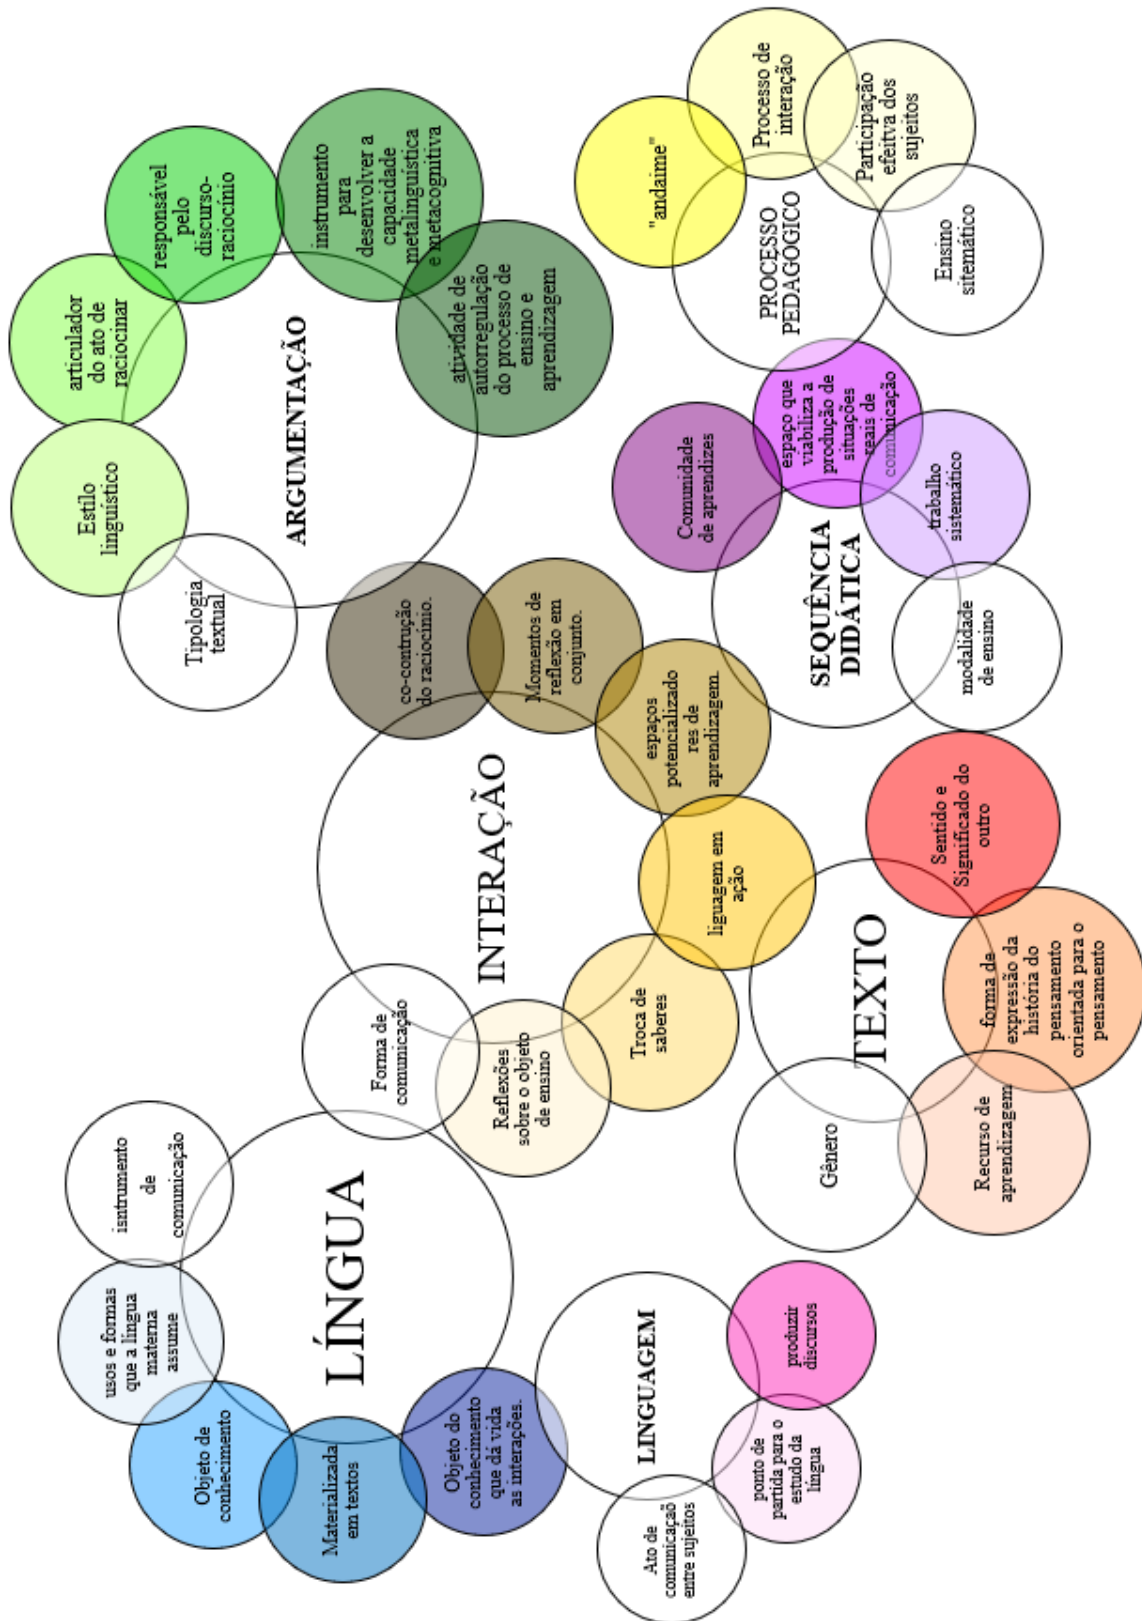 isntrumento
de
comunicação
usos e formas
que a língua
materna
assume
Objeto de
conhecimento
Materializada
em textos
Objeto do
conhecimento
que dá vida
as interações.
LÍNGUA
Forma de
comunicação
Reflexões
sobre o objeto
de ensino
Troca de
saberes
liguagem em
ação
espaços
potencializado
res de
aprendizagem.
Momentos de
reflexão em
conjunto.
co-contrução
do raciocínio.
INTERAÇÃO
Tipologia
textual
Estilo
linguístico
articulador
do ato de
raciocinar
responsável
pelo
discurso-
raciocínio
instrumento
para
desenvolver a
capacidade
metalinguística
e metacognitiva
atividade de
autorregulação
do processo de
ensino e
aprendizagem
ARGUMENTAÇÃO
Ato de
comunicação
entre sujeitos
ponto de
partida para o
estudo da
língua
produzir
discursos
LINGUAGEM
Gênero
Recurso de
aprendizagem
forma de
expressão da
história do
pensamento
orientada para o
pensamento
Sentido e
Significado do
outro
TEXTO
modalidade
de ensino
trabalho
sistemático
espaço que
viabiliza a
produção de
situações
reais de
comunicação
Comunidade
de aprendizes
SEQUÊNCIA
DIDÁTICA
"andaime"
Processo de
interação
Participação
efeitva dos
sujeitos
Ensino
sitemático
PROCESSO
PEDAGOGICO